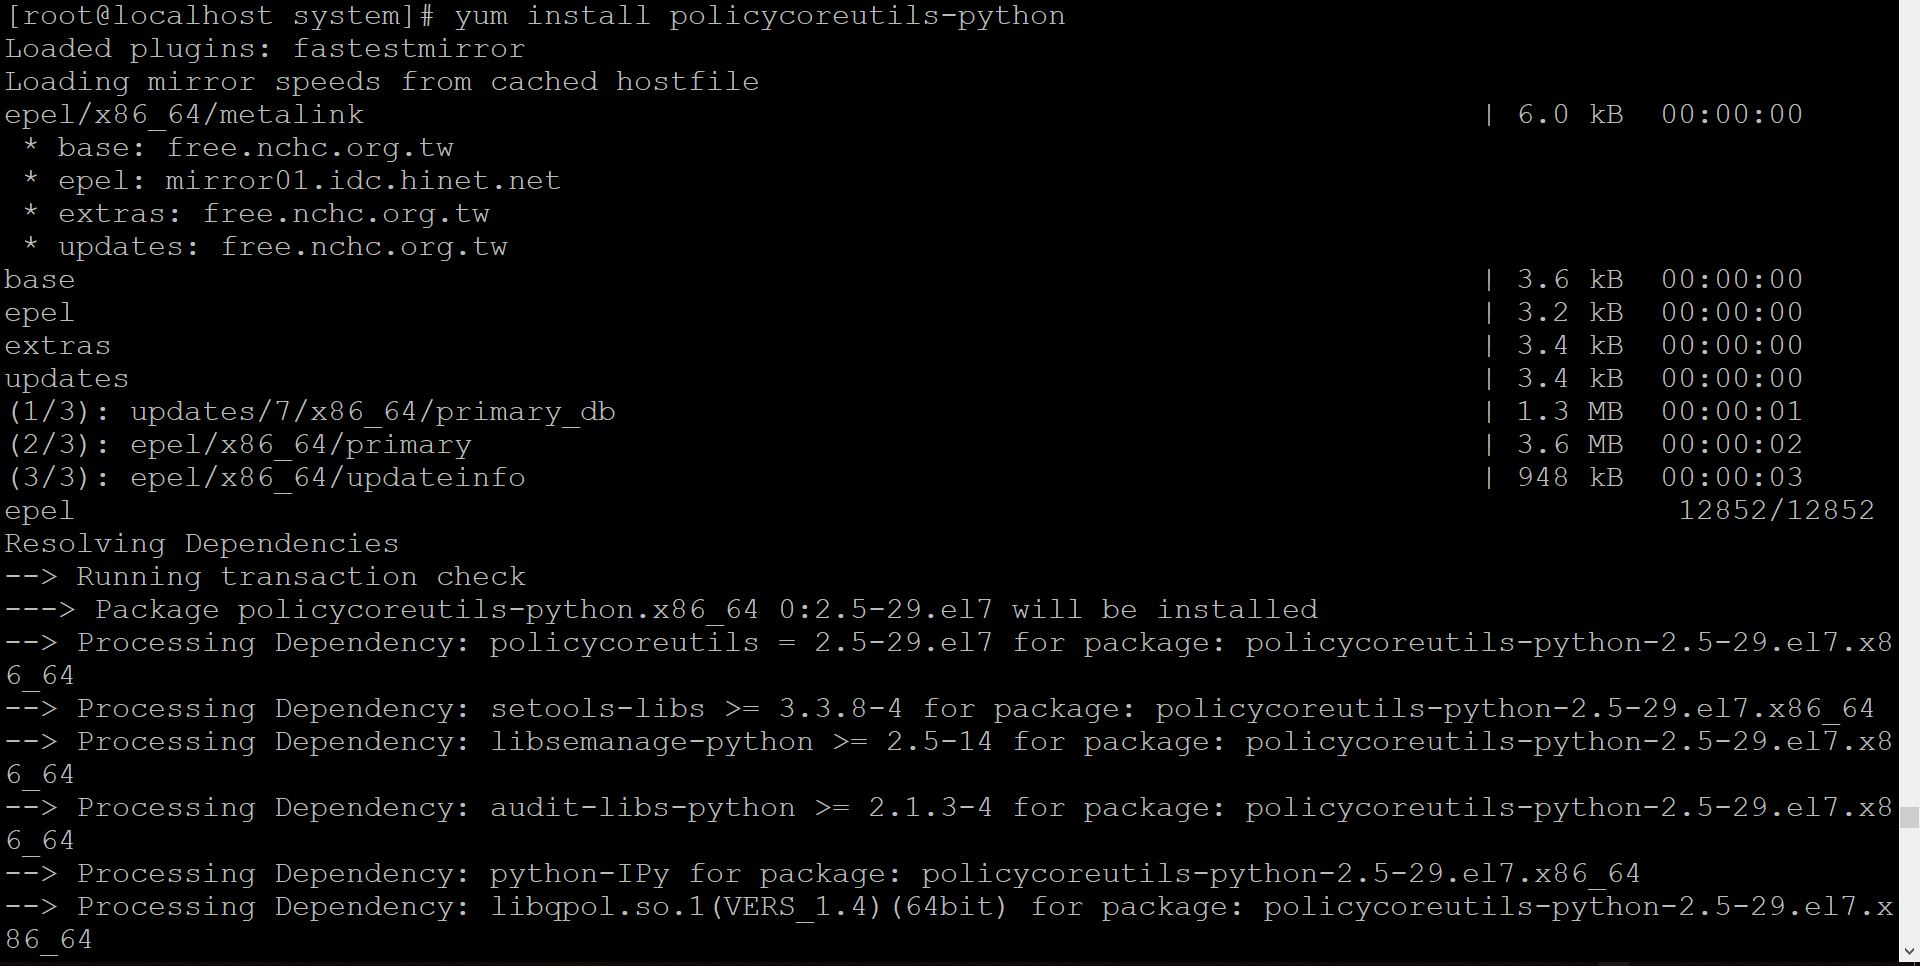 [root@localhost system]# yum install policycoreutils-python
Loaded plugins: fastestmirror
Loading mirror speeds from cached hostfile
epel/x86_64/metalink | 6.0 kB 00:00:00
* base: free.nchc.org.tw
* epel: mirror01.idc.hinet.net
* extras: free.nchc.org.tw
* updates: free.nchc.org.tw
base | 3.6 kB 00:00:00
epel | 3.2 kB 00:00:00
extras | 3.4 kB 00:00:00
updates | 3.4 kB 00:00:00
(1/3): updates/7/x86_64/primary_db | 1.3 MB 00:00:01
(2/3): epel/x86_64/primary | 3.6 MB 00:00:02
(3/3): epel/x86_64/updateinfo | 948 kB 00:00:03
epel 12852/12852
Resolving Dependencies
--> Running transaction check
---> Package policycoreutils-python.x86_64 0:2.5-29.el7 will be installed
--> Processing Dependency: policycoreutils = 2.5-29.el7 for package: policycoreutils-python-2.5-29.el7.x8
6_64
--> Processing Dependency: setools-libs >= 3.3.8-4 for package: policycoreutils-python-2.5-29.el7.x86_64
--> Processing Dependency: libsemanage-python >= 2.5-14 for package: policycoreutils-python-2.5-29.el7.x8
6_64
--> Processing Dependency: audit-libs-python >= 2.1.3-4 for package: policycoreutils-python-2.5-29.el7.x8
6_64
--> Processing Dependency: python-IPy for package: policycoreutils-python-2.5-29.el7.x86_64
--> Processing Dependency: libqpol.so.1(VERS_1.4)(64bit) for package: policycoreutils-python-2.5-29.el7.x
86_64